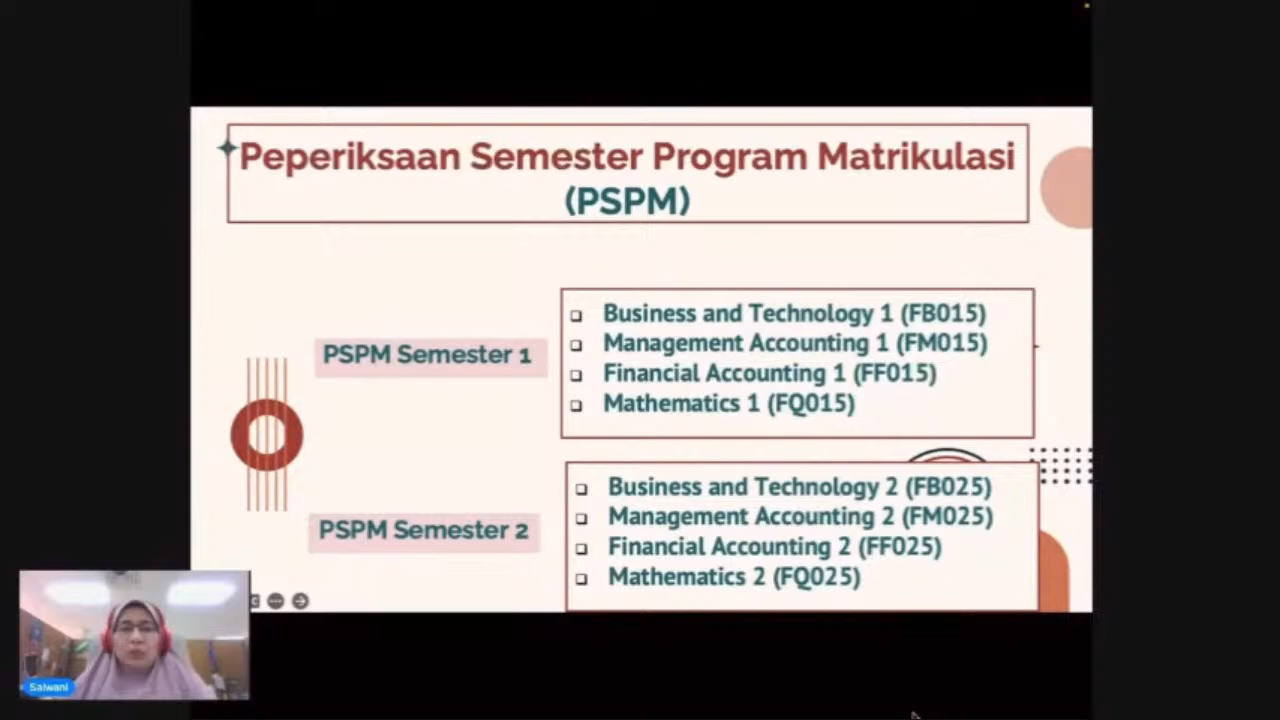 Peperiksaan Semester Program Matrikulasi
(PSPM)
PSPM Semester 1
Business and Technology 1 (FB015)
Management Accounting 1 (FM015)
Financial Accounting 1 (FF015)
Mathematics 1 (FQ015)
PSPM Semester 2
Business and Technology 2 (FB025)
Management Accounting 2 (FM025)
Financial Accounting 2 (FF025)
Mathematics 2 (FQ025)
Salwani